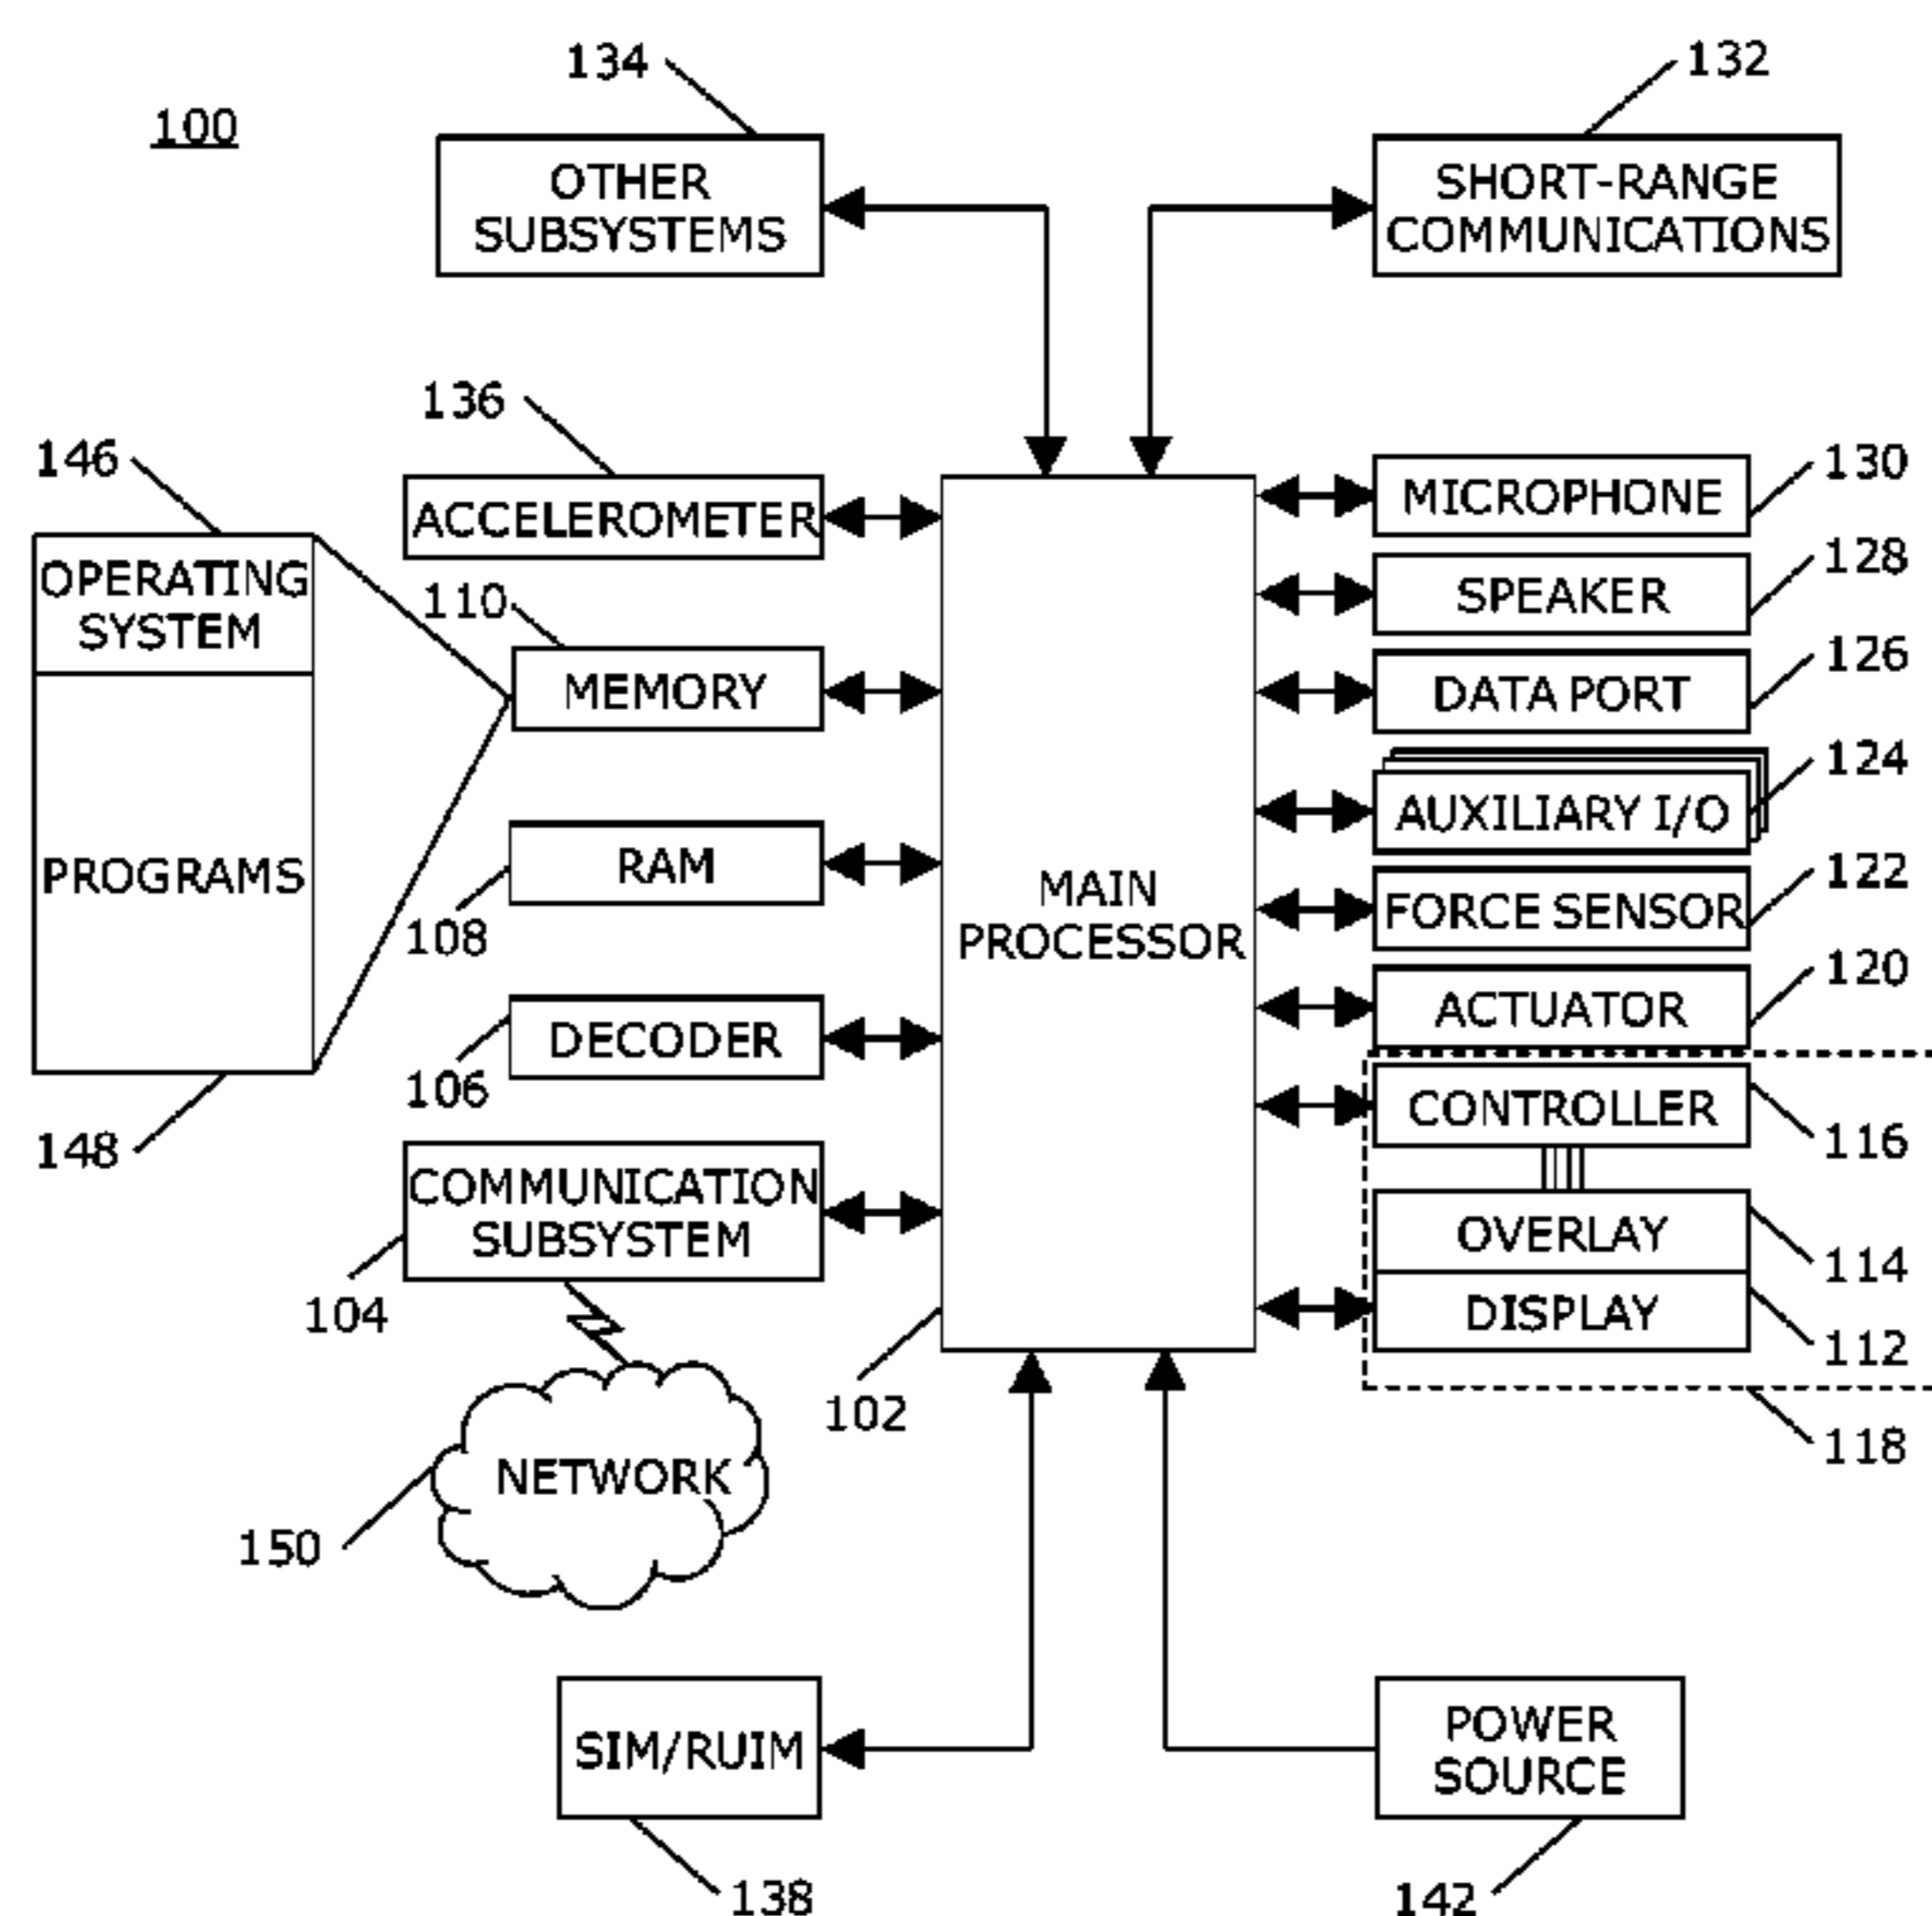 134
132
100
OTHER
SUBSYSTEMS
SHORT-RANGE
COMMUNICATIONS
136
146
ACCELEROMETER
MICROPHONE
130
OPERATING
SYSTEM
110
SPEAKER
128
MEMORY
DATA PORT
126
PROGRAMS
RAM
108
MAIN
PROCESSOR
AUXILIARY I/O
124
FORCE SENSOR
122
ACTUATOR
120
DECODER
106
CONTROLLER
116
148
COMMUNICATION
SUBSYSTEM
104
OVERLAY
114
DISPLAY
112
102
118
NETWORK
150
SIM/RUIM
POWER
SOURCE
138
142